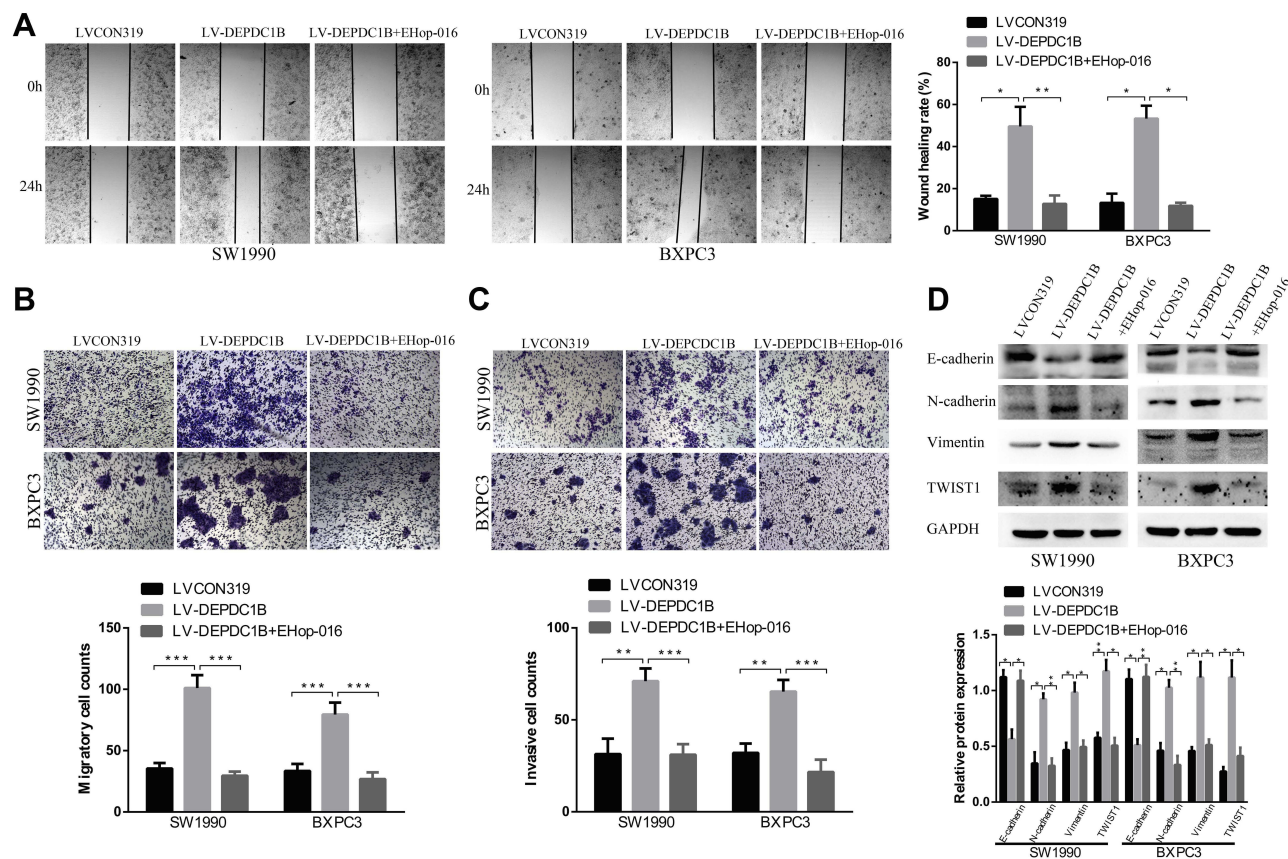 A
LVCON319 LV-DEPDC1B LV-DEPDC1B+EHop-016
0h
24h
SW1990
LVCON319 LV-DEPDC1B LV-DEPDC1B+EHop-016
0h
24h
BXPC3
LVCON319
LV-DEPDC1B
LV-DEPDC1B+EHop-016
Wound healing rate (%)
80
60
40
20
0
* ** * *
SW1990 BXPC3
B
LVCON319 LV-DEPDC1B LV-DEPDC1B+EHop-016
SW1990
BXPC3
LVCON319
LV-DEPDC1B
LV-DEPDC1B+EHop-016
Migratory cell counts
150
100
50
0
*** *** *** ***
SW1990 BXPC3
C
LVCON319 LV-DEPCDC1B LV-DEPDC1B+EHop-016
SW1990
BXPC3
LVCON319
LV-DEPDC1B
LV-DEPDC1B+EHop-016
Invasive cell counts
100
50
0
** *** ** ***
SW1990 BXPC3
D
LVCON319 LV-DEPDC1B LV-DEPDC1B +EHop-016 LVCON319 LV-DEPDC1B LV-DEPDC1B +EHop-016
E-cadherin
N-cadherin
Vimentin
TWIST1
GAPDH
SW1990 BXPC3
LVCON319
LV-DEPDC1B
LV-DEPDC1B+EHop-016
Relative protein expression
1.5
1.0
0.5
0.0
* * * ** * * ** * * ** * ** * * * *
E-cadherin N-cadherin Vimentin TWIST1 E-cadherin N-cadherin Vimentin TWIST1
SW1990 BXPC3